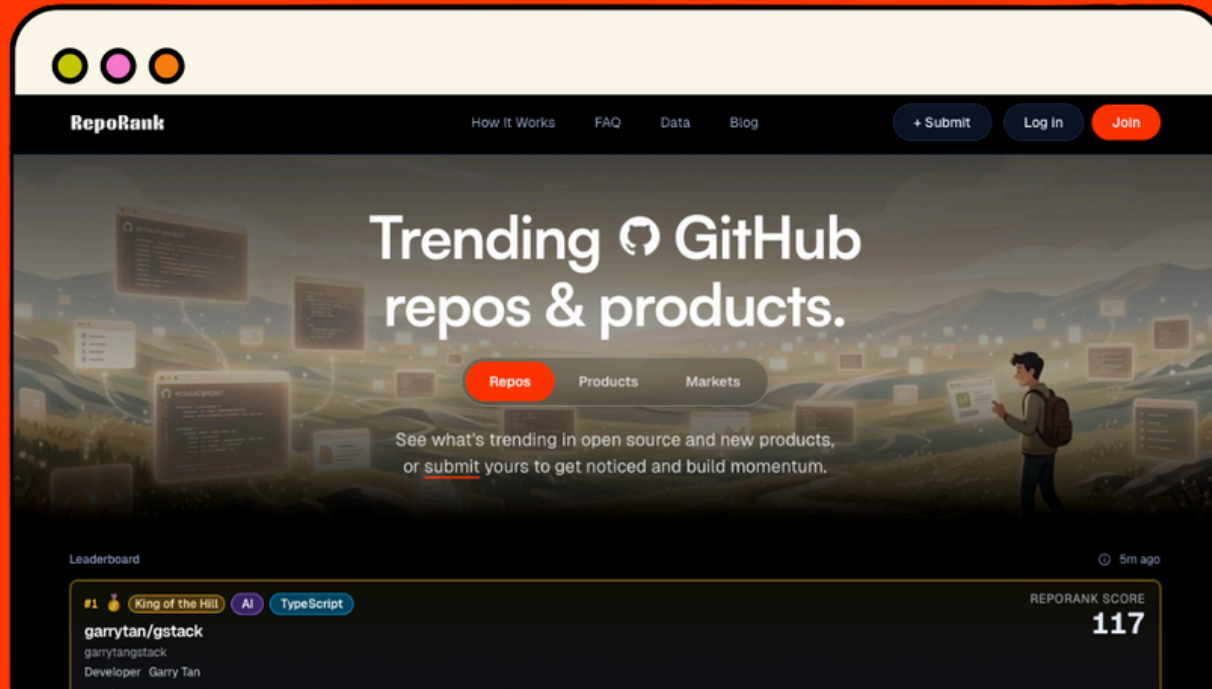 RepoRank
How It Works
FAQ
Data
Blog
+ Submit
Log in
Join
Trending GitHub
repos & products.
Repos
Products
Markets
See what's trending in open source and new products,
or submit yours to get noticed and build momentum.
Leaderboard
5m ago
#1 King of the Hill AI TypeScript
REPORANK SCORE
117
garrytan/gstack
garrytangstack
Developer Garry Tan